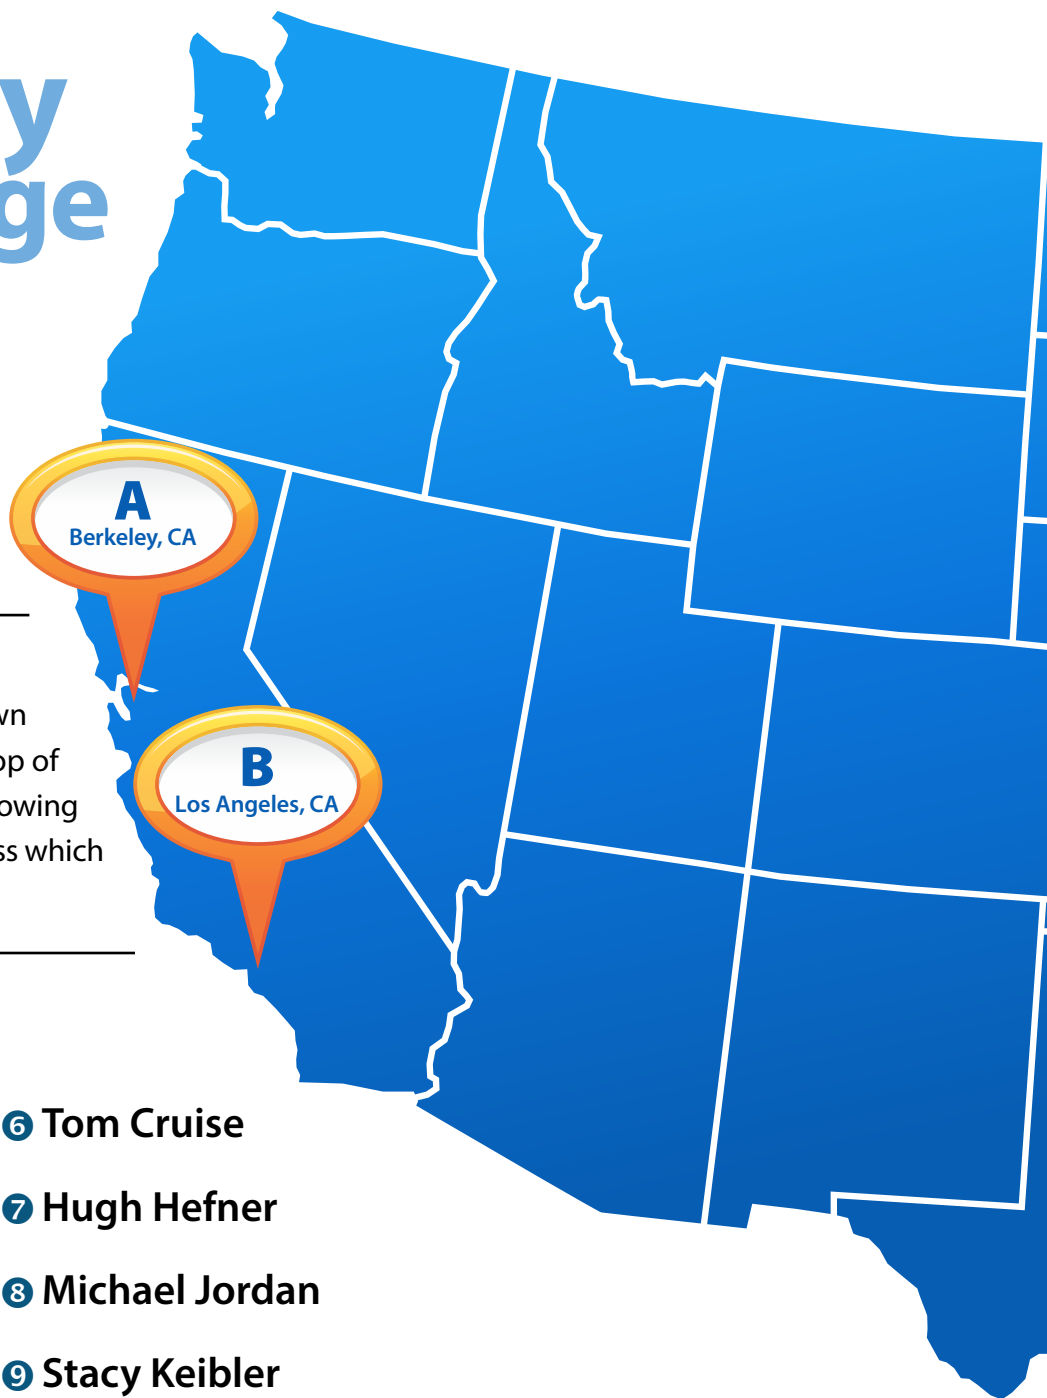 y
ge
A
Berkeley, CA
wn
op of
owing
ss which
B
Los Angeles, CA
6 Tom Cruise
7 Hugh Hefner
8 Michael Jordan
9 Stacy Keibler